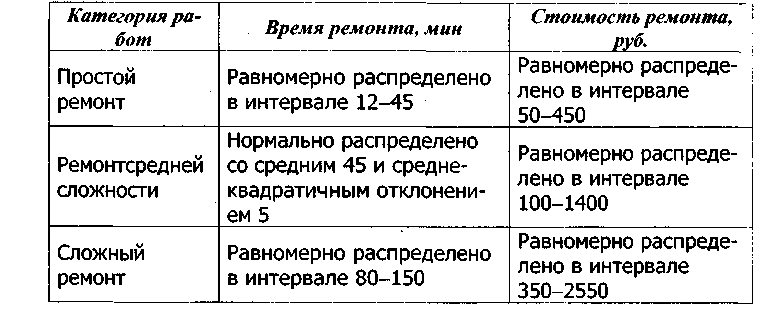 Категория ра-
бот
Время ремонта, мин
Стоимость ремонта,
руб.
Простой
ремонт
Равномерно распределено
в интервале 12–45
Равномерно распреде-
лено в интервале
50–450
Ремонтсредней
сложности
Нормально распределено
со средним 45 и средне-
квадратичным отклонени-
ем 5
Равномерно распреде-
лено в интервале
100–1400
Сложный
ремонт
Равномерно распределено
в интервале 80–150
Равномерно распреде-
лено в интервале
350–2550